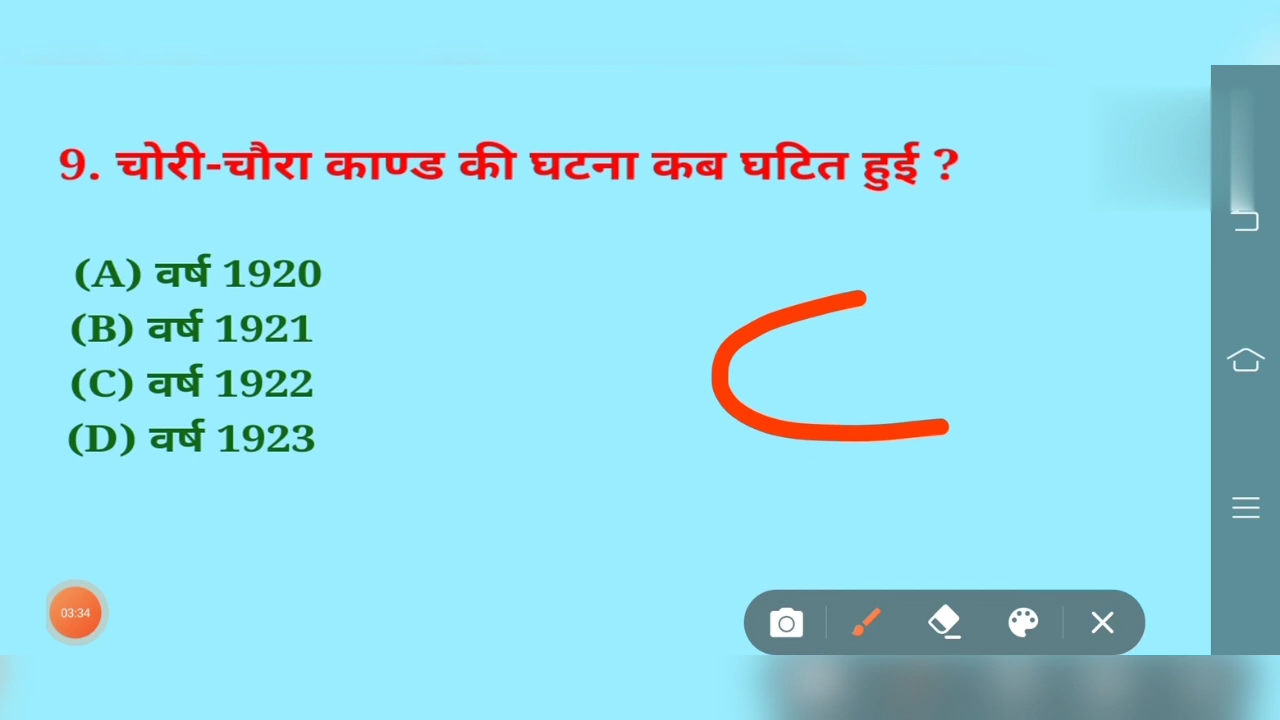 9. चोरी-चौरा काण्ड की घटना कब घटित हुई ?
(A) वर्ष 1920
(B) वर्ष 1921
(C) वर्ष 1922
(D) वर्ष 1923
C
03:34